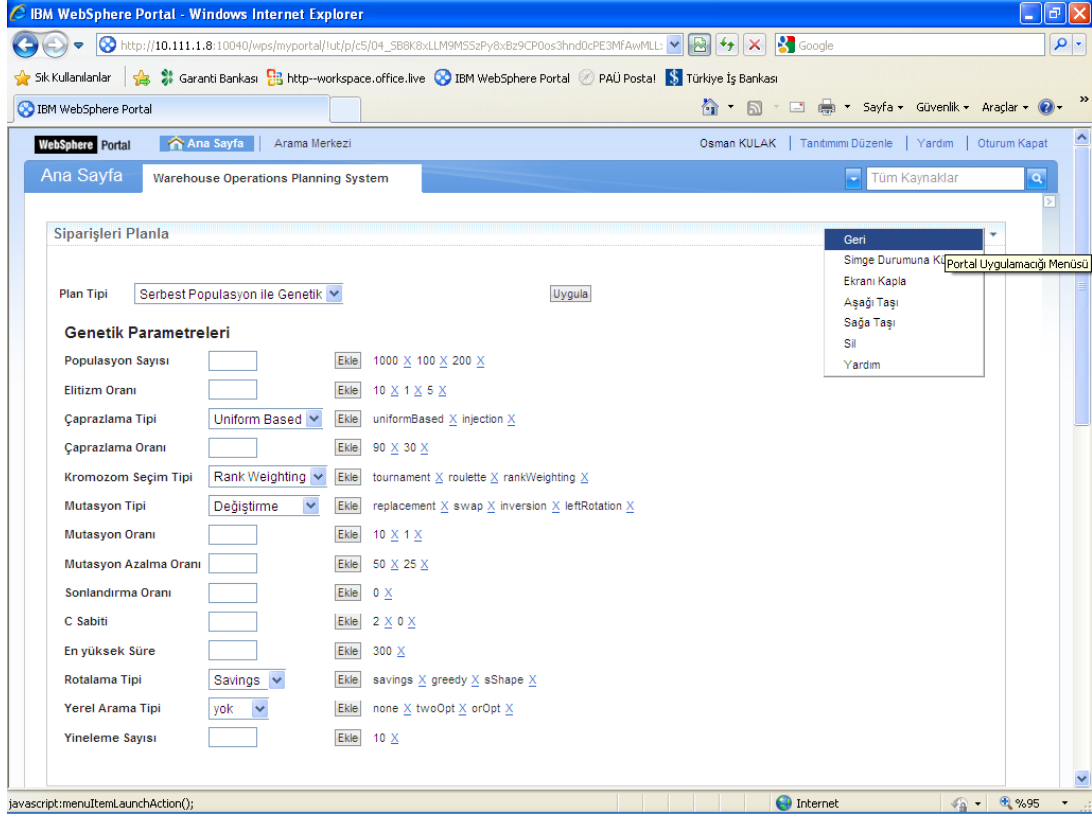 IBM WebSphere Portal - Windows Internet Explorer
http://10.111.1.8:10040/wps/myportal/!ut/p/c5/04_SB8K8xLLM9MSSzPy8xBz9CP0os3hnd0cPE3MfAwMLL:
Google
Sık Kullanılanlar Garanti Bankası http--workspace.office.live IBM WebSphere Portal PAÜ Posta! Türkiye İş Bankası
IBM WebSphere Portal Sayfa Güvenlik Araçlar »
WebSphere Portal Ana Sayfa Arama Merkezi Osman KULAK Tanıtımımı Düzenle Yardım Oturum Kapat
Ana Sayfa Warehouse Operations Planning System Tüm Kaynaklar
Siparişleri Planla
Geri
Simge Durumuna Kü
Portal Uygulamacığı Menüsü
Ekranı Kapla
Aşağı Taşı
Sağa Taşı
Sil
Yardım
Plan Tipi Serbest Populasyon ile Genetik Uygula
Genetik Parametreleri
Populasyon Sayısı Ekle 1000 X 100 X 200 X
Elitizm Oranı Ekle 10 X 1 X 5 X
Çaprazlama Tipi Uniform Based Ekle uniformBased X injection X
Çaprazlama Oranı Ekle 90 X 30 X
Kromozom Seçim Tipi Rank Weighting Ekle tournament X roulette X rankWeighting X
Mutasyon Tipi Değiştirme Ekle replacement X swap X inversion X leftRotation X
Mutasyon Oranı Ekle 10 X 1 X
Mutasyon Azalma Oranı Ekle 50 X 25 X
Sonlandırma Oranı Ekle 0 X
C Sabiti Ekle 2 X 0 X
En yüksek Süre Ekle 300 X
Rotalama Tipi Savings Ekle savings X greedy X sShape X
Yerel Arama Tipi yok Ekle none X twoOpt X orOpt X
Yineleme Sayısı Ekle 10 X
javascript:menuItemLaunchAction(); Internet %95